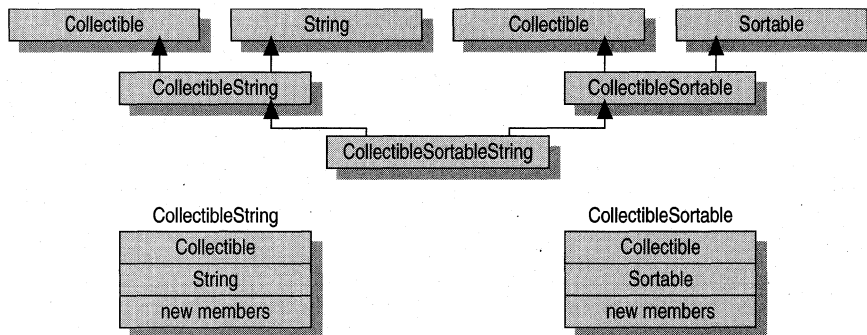 Collectible String Collectible Sortable
CollectibleString CollectibleSortable
CollectibleSortableString
CollectibleString
Collectible
String
new members
CollectibleSortable
Collectible
Sortable
new members